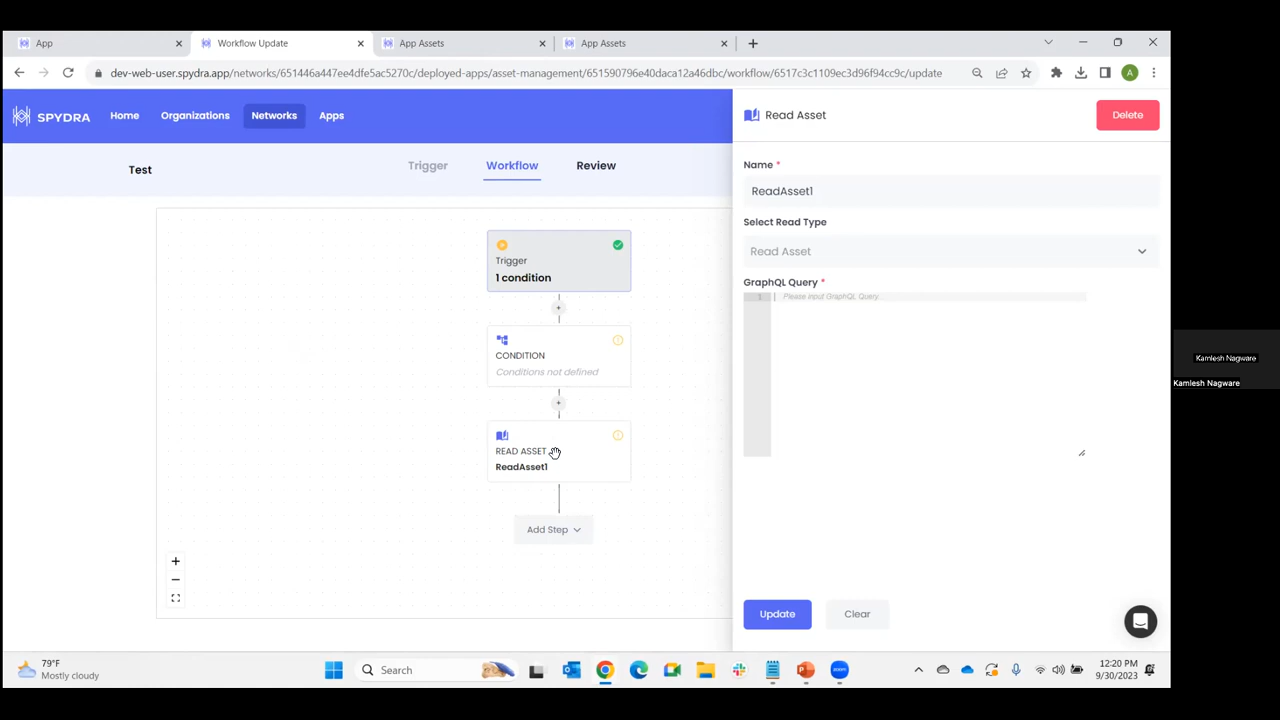 App
Workflow Update
App Assets
App Assets
dev-web-user.spydra.app/networks/651446a447ee4dfe5ac5270c/deployed-apps/asset-management/651590796e40daca12a46dbc/workflow/6517c3c1109ec3d96f94cc9c/update
A
SPYDRA
Home
Organizations
Networks
Apps
Test
Trigger
Workflow
Review
Trigger
1 condition
CONDITION
Conditions not defined
READ ASSET
ReadAsset1
Add Step
Read Asset
Delete
Name *
ReadAsset1
Select Read Type
Read Asset
GraphQL Query *
1
Please input GraphQL Query...
Update
Clear
Kamlesh Nagware
Kamlesh Nagware
79°F
Mostly cloudy
Search
12:20 PM
9/30/2023